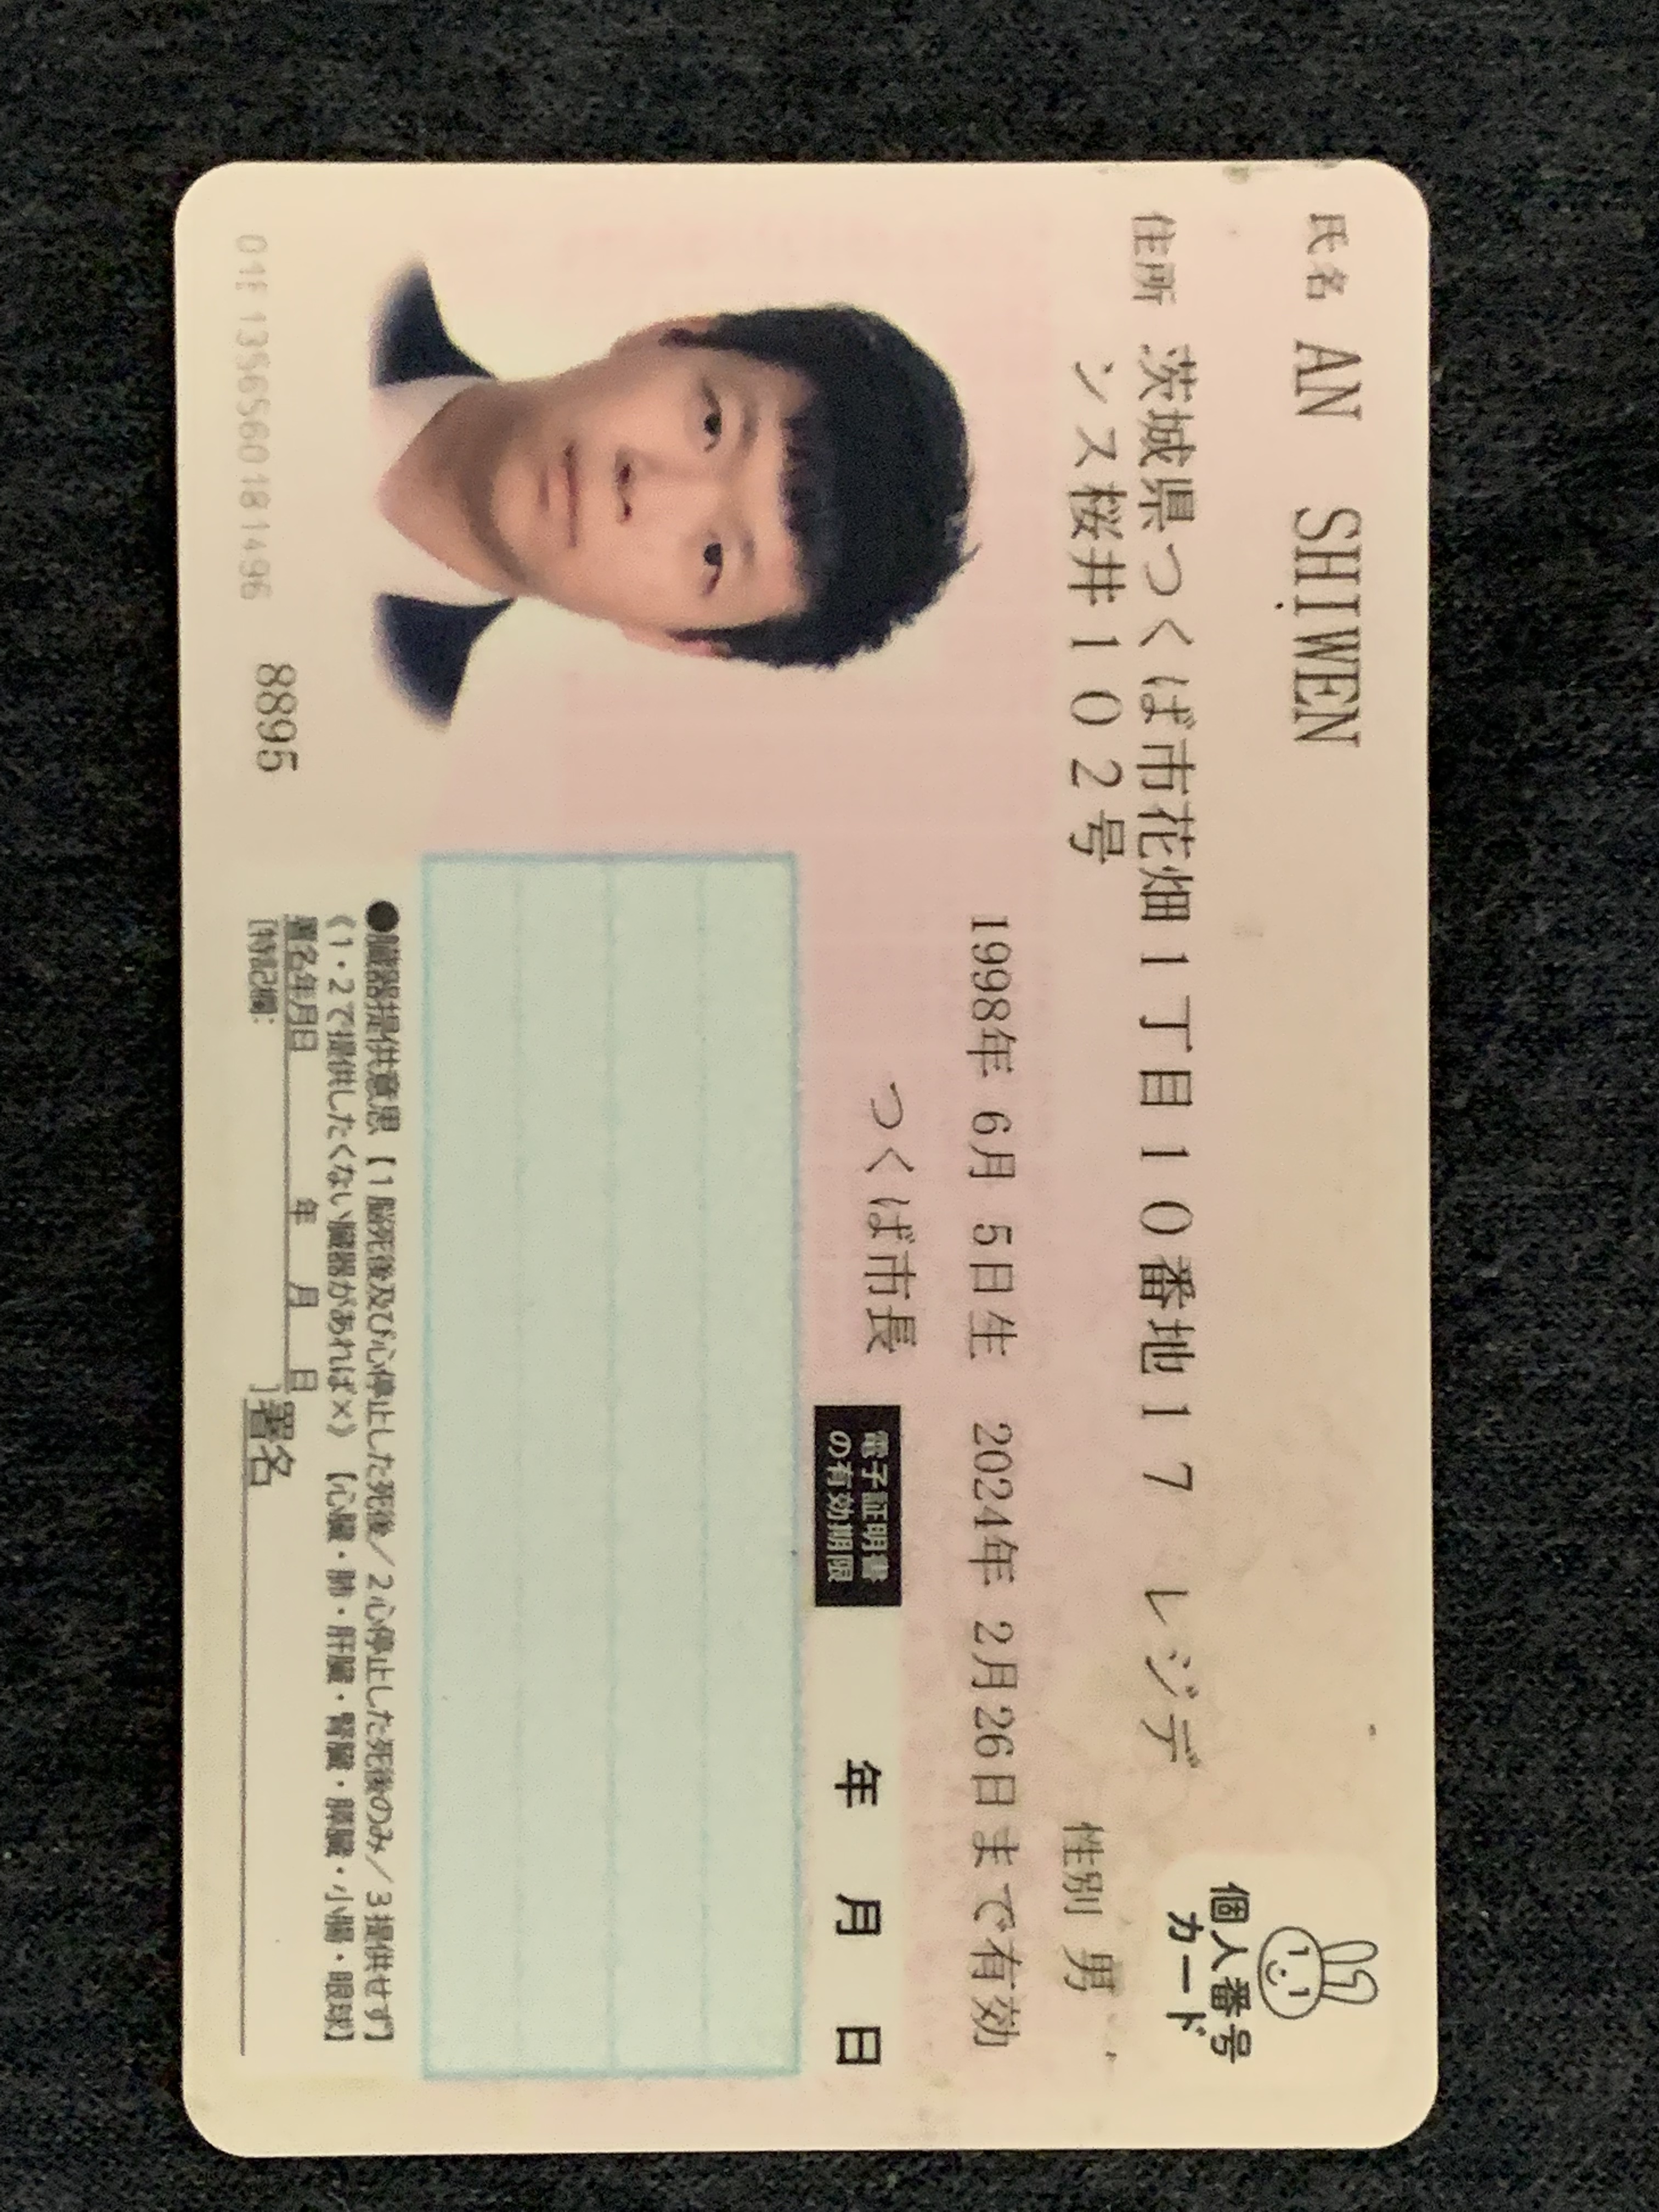 氏名 AN SHIWEN
住所 茨城県つくば市花畑1丁目10番地17 レジデ
ンス桜井102号
個人番号
カード
性別 男
1998年 6月 5日生 2024年 2月26日まで有効
つくば市長
電子証明書
の有効期限
年 月 日
●臓器提供意思【1脳死後及び心停止した死後/2心停止した死後のみ/3提供せず】
《1・2で提供したくない臓器があれば×》【心臓・肺・肝臓・腎臓・膵臓・小腸・眼球】
署名年月日 年 月 日
[特記欄: ]署名
8895